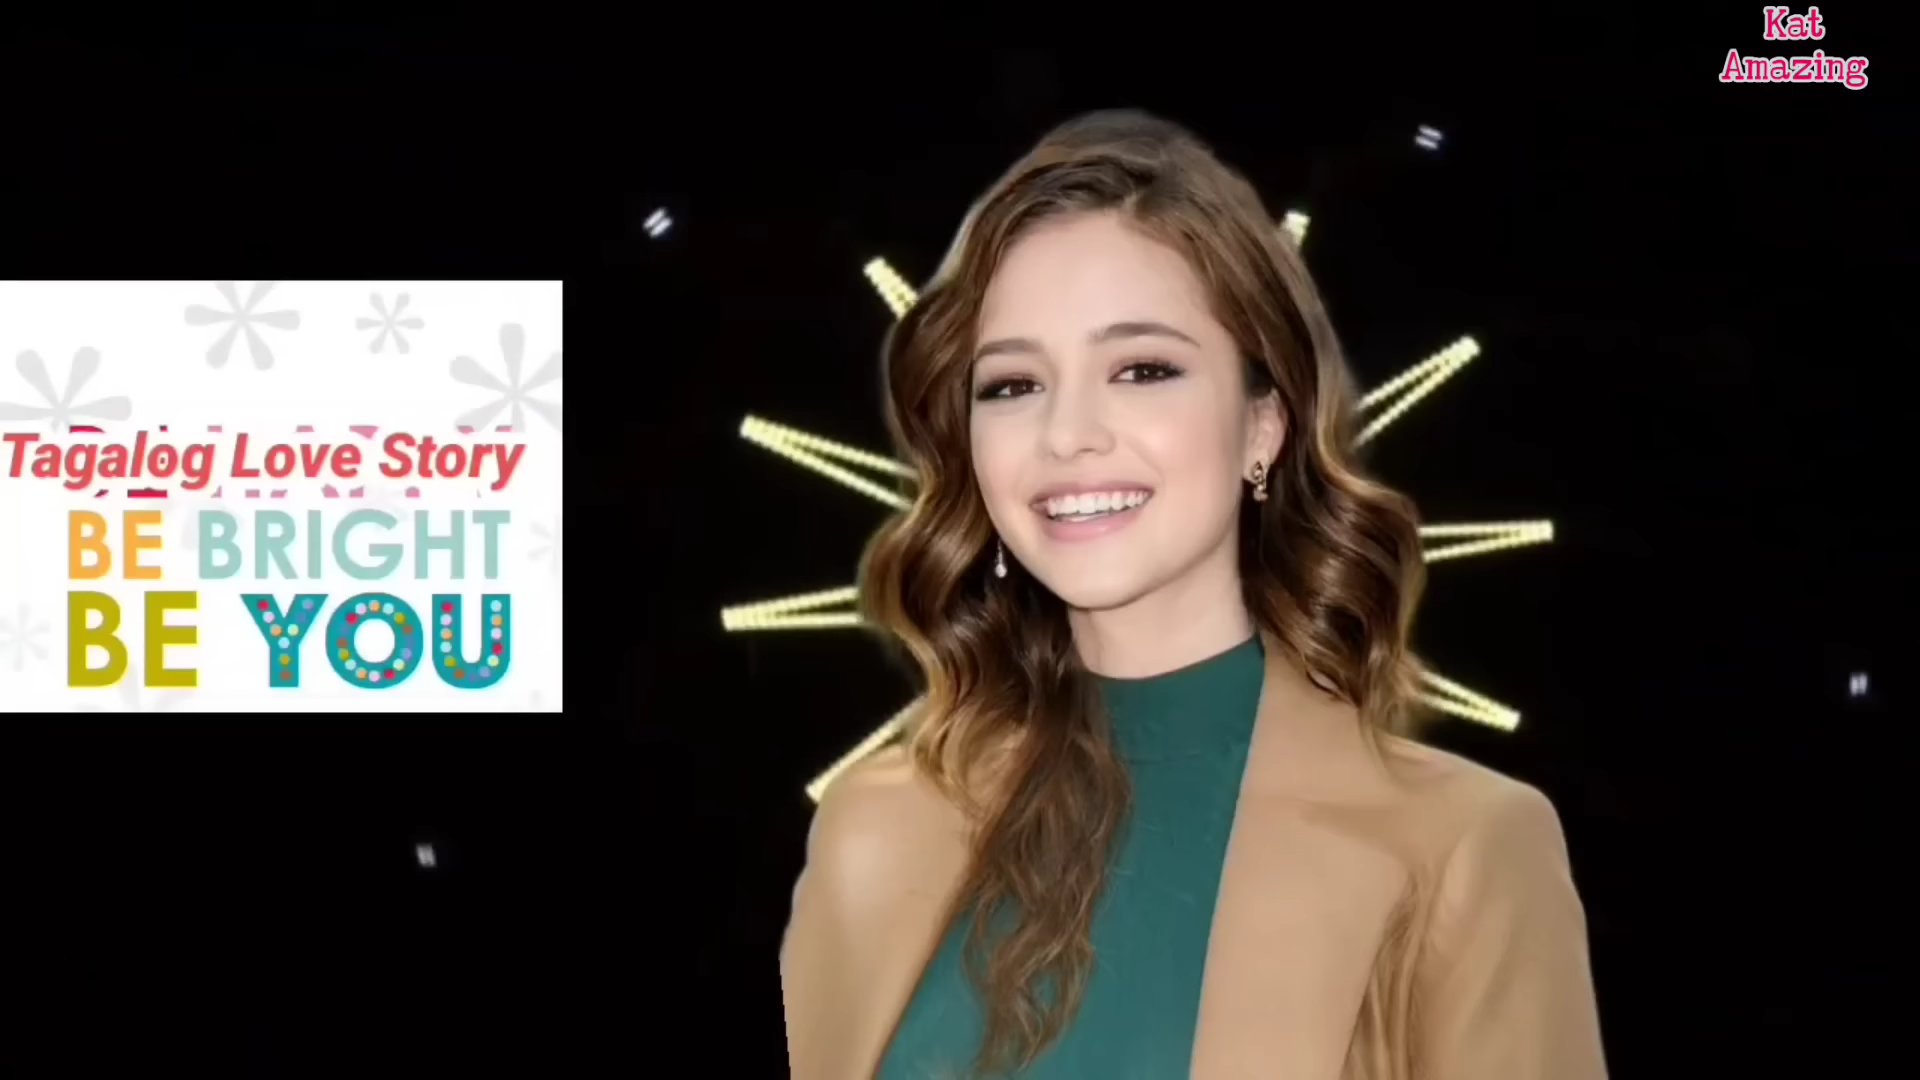 Kat
Amazing
Tagalog Love Story
BE BRIGHT
BE YOU